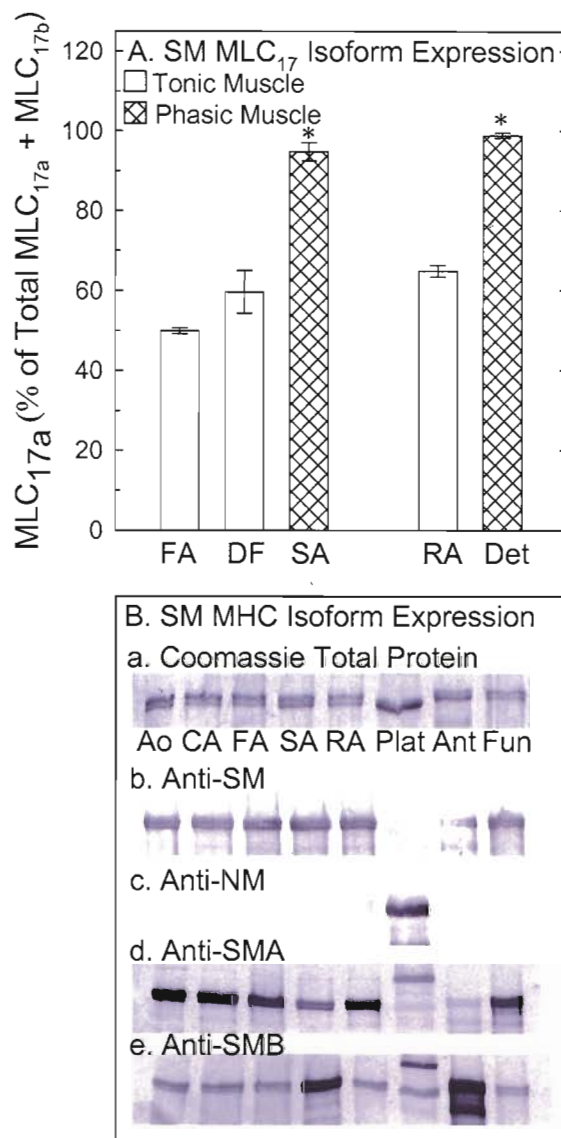 MLC17a (% of Total MLC17a + MLC17b)
120
100
80
60
40
20
0
A. SM MLC17 Isoform Expression
Tonic Muscle
Phasic Muscle
*
*
FA DF SA RA Det
B. SM MHC Isoform Expression
a. Coomassie Total Protein
Ao CA FA SA RA Plat Ant Fun
b. Anti-SM
c. Anti-NM
d. Anti-SMA
e. Anti-SMB